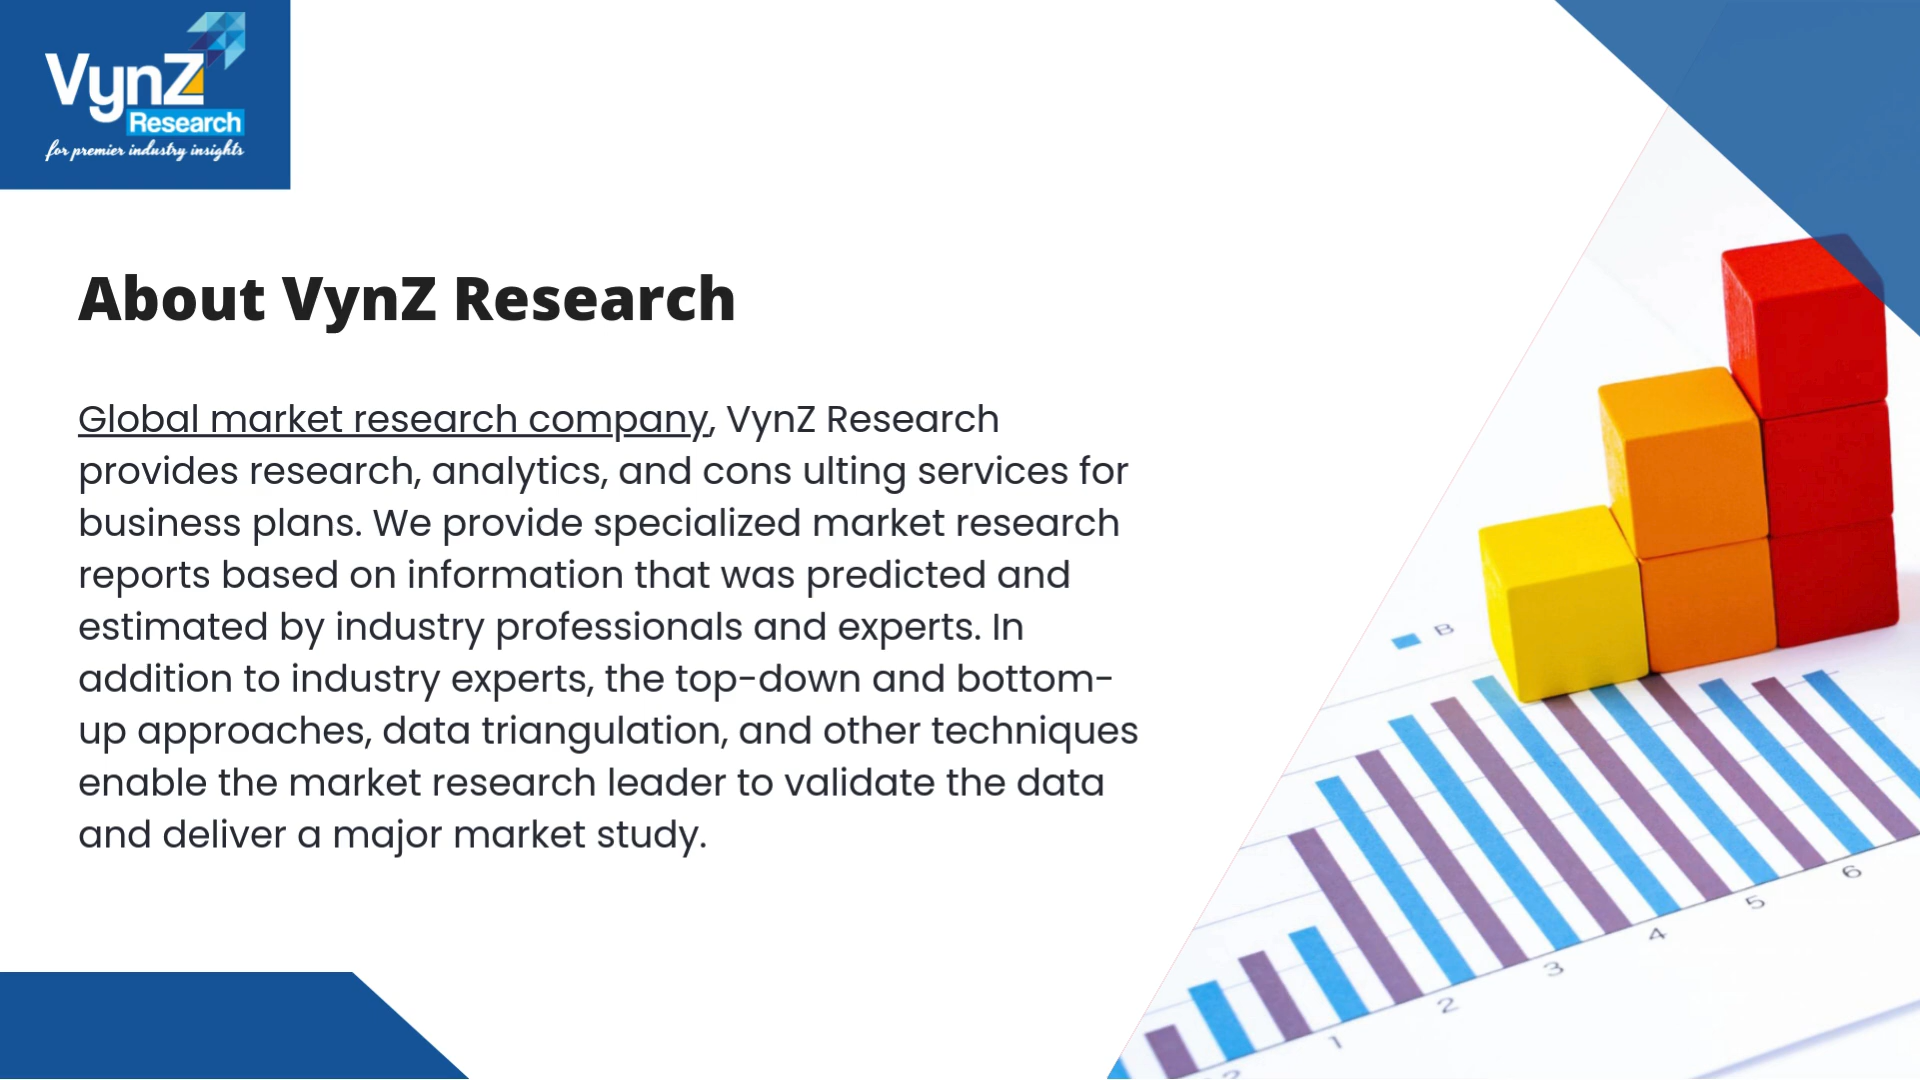 VynZ
Research
for premier industry insights
About VynZ Research
Global market research company, VynZ Research
provides research, analytics, and cons ulting services for
business plans. We provide specialized market research
reports based on information that was predicted and
estimated by industry professionals and experts. In
addition to industry experts, the top-down and bottom-
up approaches, data triangulation, and other techniques
enable the market research leader to validate the data
and deliver a major market study.
B
1
2
3
4
5
6